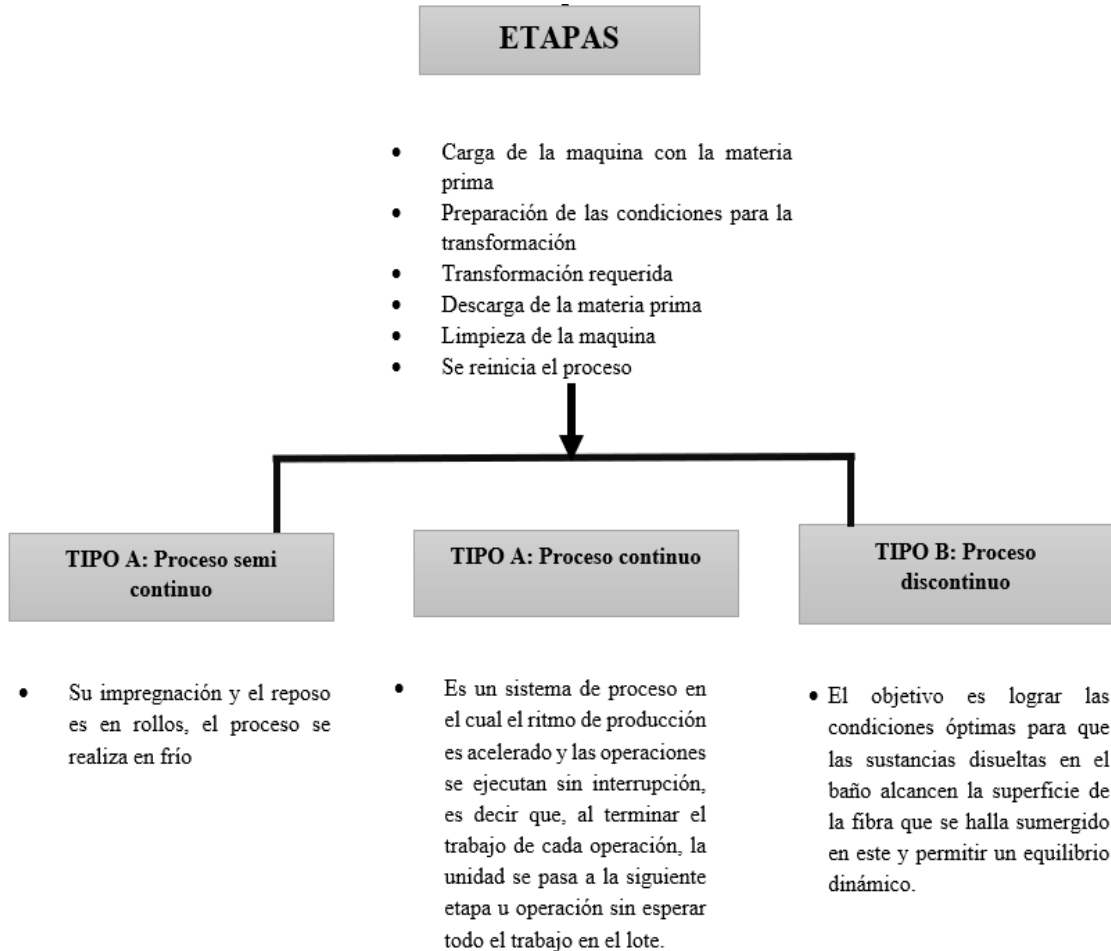 ETAPAS
• Carga de la maquina con la materia
prima
• Preparación de las condiciones para la
transformación
• Transformación requerida
• Descarga de la materia prima
• Limpieza de la maquina
• Se reinicia el proceso
TIPO A: Proceso semi
continuo
• Su impregnación y el reposo
es en rollos, el proceso se
realiza en frío
TIPO A: Proceso continuo
• Es un sistema de proceso en
el cual el ritmo de producción
es acelerado y las operaciones
se ejecutan sin interrupción,
es decir que, al terminar el
trabajo de cada operación, la
unidad se pasa a la siguiente
etapa u operación sin esperar
todo el trabajo en el lote.
TIPO B: Proceso
discontinuo
• El objetivo es lograr las
condiciones óptimas para que
las sustancias disueltas en el
baño alcancen la superficie de
la fibra que se halla sumergido
en este y permitir un equilibrio
dinámico.